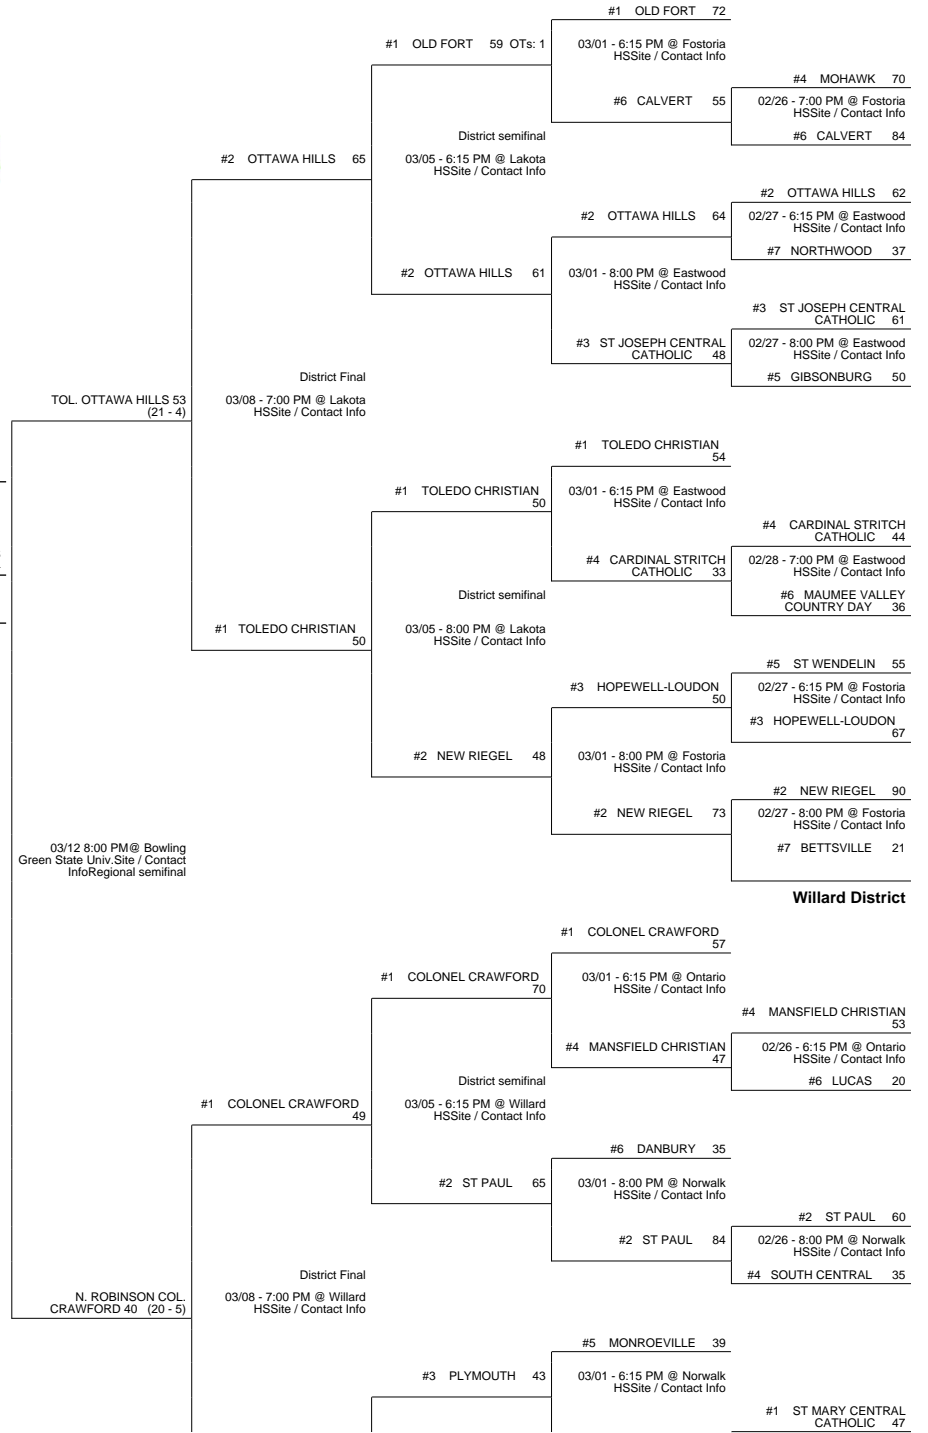 #1 OLD FORT 72
#1 OLD FORT 59 OTs: 1
03/01 - 6:15 PM @ Fostoria
HSSite / Contact Info
#4 MOHAWK 70
#6 CALVERT 55
02/26 - 7:00 PM @ Fostoria
HSSite / Contact Info
#6 CALVERT 84
District semifinal
#2 OTTAWA HILLS 65
03/05 - 6:15 PM @ Lakota
HSSite / Contact Info
#2 OTTAWA HILLS 62
#2 OTTAWA HILLS 64
02/27 - 6:15 PM @ Eastwood
HSSite / Contact Info
#7 NORTHWOOD 37
#2 OTTAWA HILLS 61
03/01 - 8:00 PM @ Eastwood
HSSite / Contact Info
#3 ST JOSEPH CENTRAL
CATHOLIC 61
#3 ST JOSEPH CENTRAL
CATHOLIC 48
02/27 - 8:00 PM @ Eastwood
HSSite / Contact Info
#5 GIBSONBURG 50
District Final
03/08 - 7:00 PM @ Lakota
HSSite / Contact Info
TOL. OTTAWA HILLS 53
(21 - 4)
#1 TOLEDO CHRISTIAN
54
#1 TOLEDO CHRISTIAN
50
03/01 - 6:15 PM @ Eastwood
HSSite / Contact Info
#4 CARDINAL STRITCH
CATHOLIC 44
#4 CARDINAL STRITCH
CATHOLIC 33
02/28 - 7:00 PM @ Eastwood
HSSite / Contact Info
#6 MAUMEE VALLEY
COUNTRY DAY 36
District semifinal
#1 TOLEDO CHRISTIAN
50
03/05 - 8:00 PM @ Lakota
HSSite / Contact Info
#5 ST WENDELIN 55
#3 HOPEWELL-LOUDON
50
02/27 - 6:15 PM @ Fostoria
HSSite / Contact Info
#3 HOPEWELL-LOUDON
67
#2 NEW RIEGEL 48
03/01 - 8:00 PM @ Fostoria
HSSite / Contact Info
#2 NEW RIEGEL 90
#2 NEW RIEGEL 73
02/27 - 8:00 PM @ Fostoria
HSSite / Contact Info
#7 BETTSVILLE 21
03/12 8:00 PM@ Bowling
Green State Univ.Site / Contact
InfoRegional semifinal
Willard District
#1 COLONEL CRAWFORD
57
#1 COLONEL CRAWFORD
70
03/01 - 6:15 PM @ Ontario
HSSite / Contact Info
#4 MANSFIELD CHRISTIAN
53
#4 MANSFIELD CHRISTIAN
47
02/26 - 6:15 PM @ Ontario
HSSite / Contact Info
#6 LUCAS 20
District semifinal
#1 COLONEL CRAWFORD
49
03/05 - 6:15 PM @ Willard
HSSite / Contact Info
#6 DANBURY 35
#2 ST PAUL 65
03/01 - 8:00 PM @ Norwalk
HSSite / Contact Info
#2 ST PAUL 60
#2 ST PAUL 84
02/26 - 8:00 PM @ Norwalk
HSSite / Contact Info
#4 SOUTH CENTRAL 35
District Final
N. ROBINSON COL.
CRAWFORD 40 (20 - 5)
03/08 - 7:00 PM @ Willard
HSSite / Contact Info
#5 MONROEVILLE 39
#3 PLYMOUTH 43
03/01 - 6:15 PM @ Norwalk
HSSite / Contact Info
#1 ST MARY CENTRAL
CATHOLIC 47